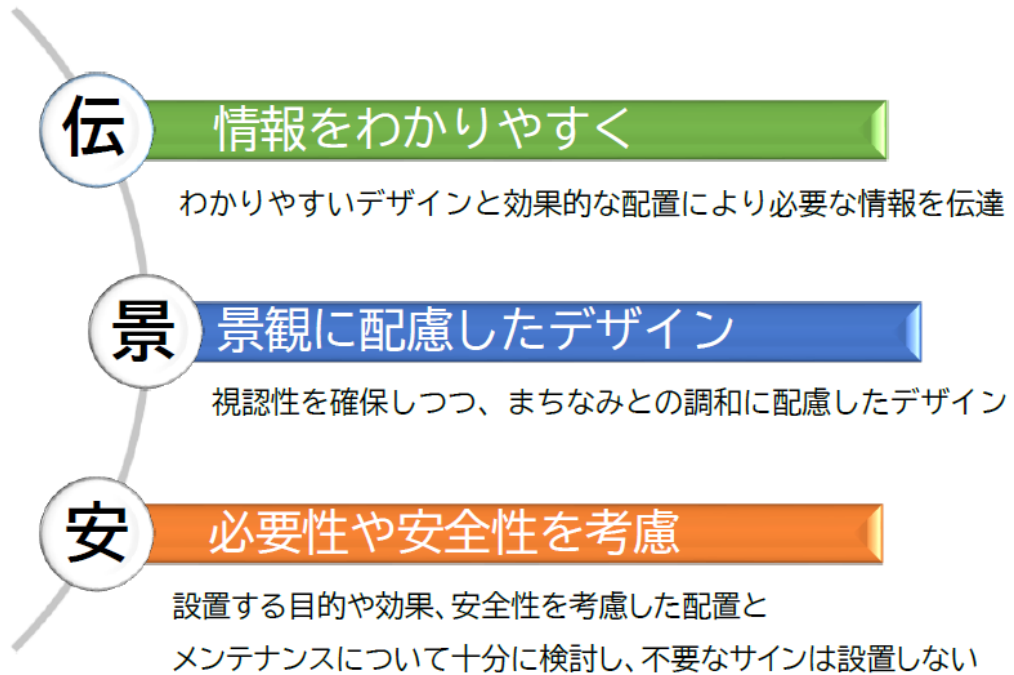 伝
情報をわかりやすく
わかりやすいデザインと効果的な配置により必要な情報を伝達
景
景観に配慮したデザイン
視認性を確保しつつ、まちなみとの調和に配慮したデザイン
安
必要性や安全性を考慮
設置する目的や効果、安全性を考慮した配置と
メンテナンスについて十分に検討し、不要なサインは設置しない